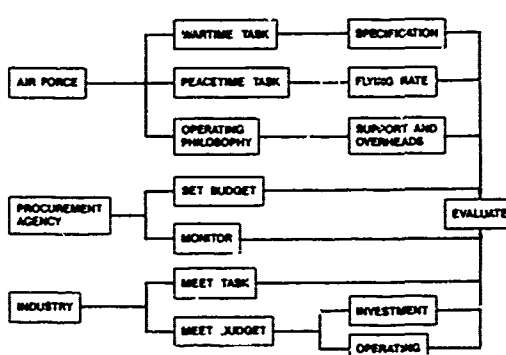 WARTIME TASK
SPECIFICATION
AIR FORCE
PEACETIME TASK
FLYING RATE
OPERATING
PHILOSOPHY
SUPPORT AND
OVERHEADS
SET BUDGET
PROCUREMENT
AGENCY
EVALUATE
MONITOR
MEET TASK
INDUSTRY
INVESTMENT
MEET BUDGET
OPERATING